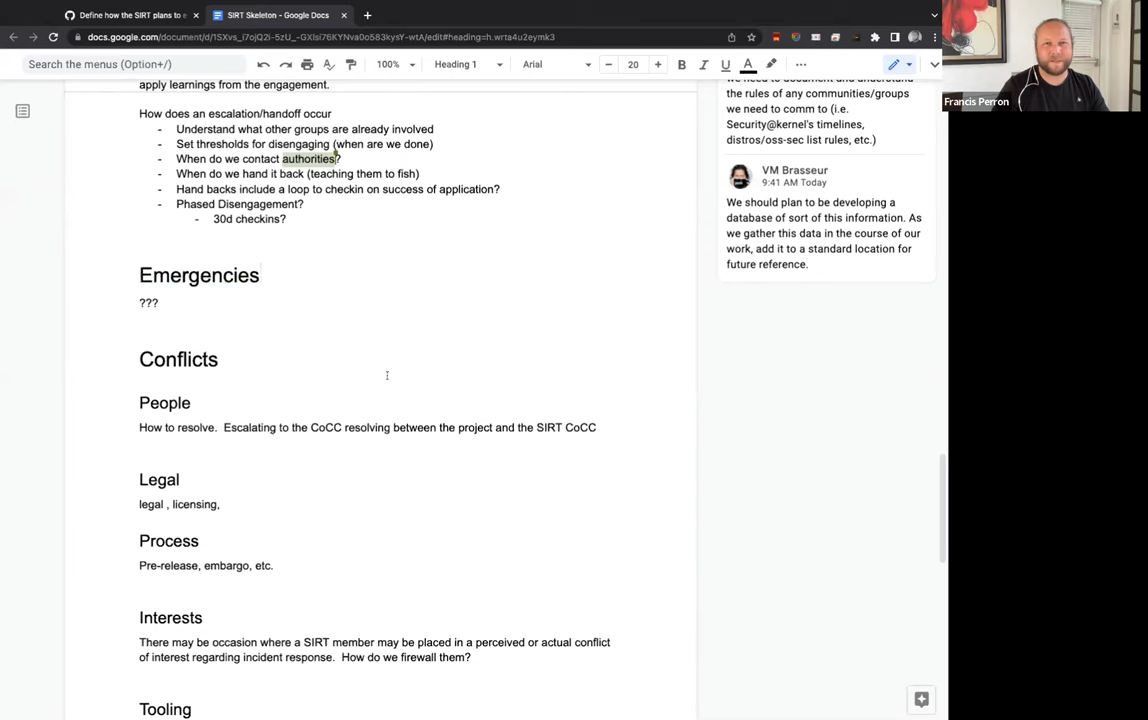 Define how the SIRT plans to e
SIRT Skeleton - Google Docs
docs.google.com/document/d/1SXvs_i7ojQ2i-5zU_-GXlsi76KYNva0o583kysY-wtA/edit#heading=h.wrta4u2eymk3
Search the menus (Option+/)
100%
Heading 1
Arial
20
B I U A
apply learnings from the engagement.
How does an escalation/handoff occur
- Understand what other groups are already involved
- Set thresholds for disengaging (when are we done)
- When do we contact authorities?
- When do we hand it back (teaching them to fish)
- Hand backs include a loop to checkin on success of application?
- Phased Disengagement?
- 30d checkins?
Emergencies
???
Conflicts
People
How to resolve. Escalating to the CoCC resolving between the project and the SIRT CoCC
Legal
legal , licensing,
Process
Pre-release, embargo, etc.
Interests
There may be occasion where a SIRT member may be placed in a perceived or actual conflict
of interest regarding incident response. How do we firewall them?
Tooling
we need to document and understand
the rules of any communities/groups
we need to comm to (i.e.
Security@kernel's timelines,
distros/oss-sec list rules, etc.)
VM Brasseur
9:41 AM Today
We should plan to be developing a
database of sort of this information. As
we gather this data in the course of our
work, add it to a standard location for
future reference.
Francis Perron